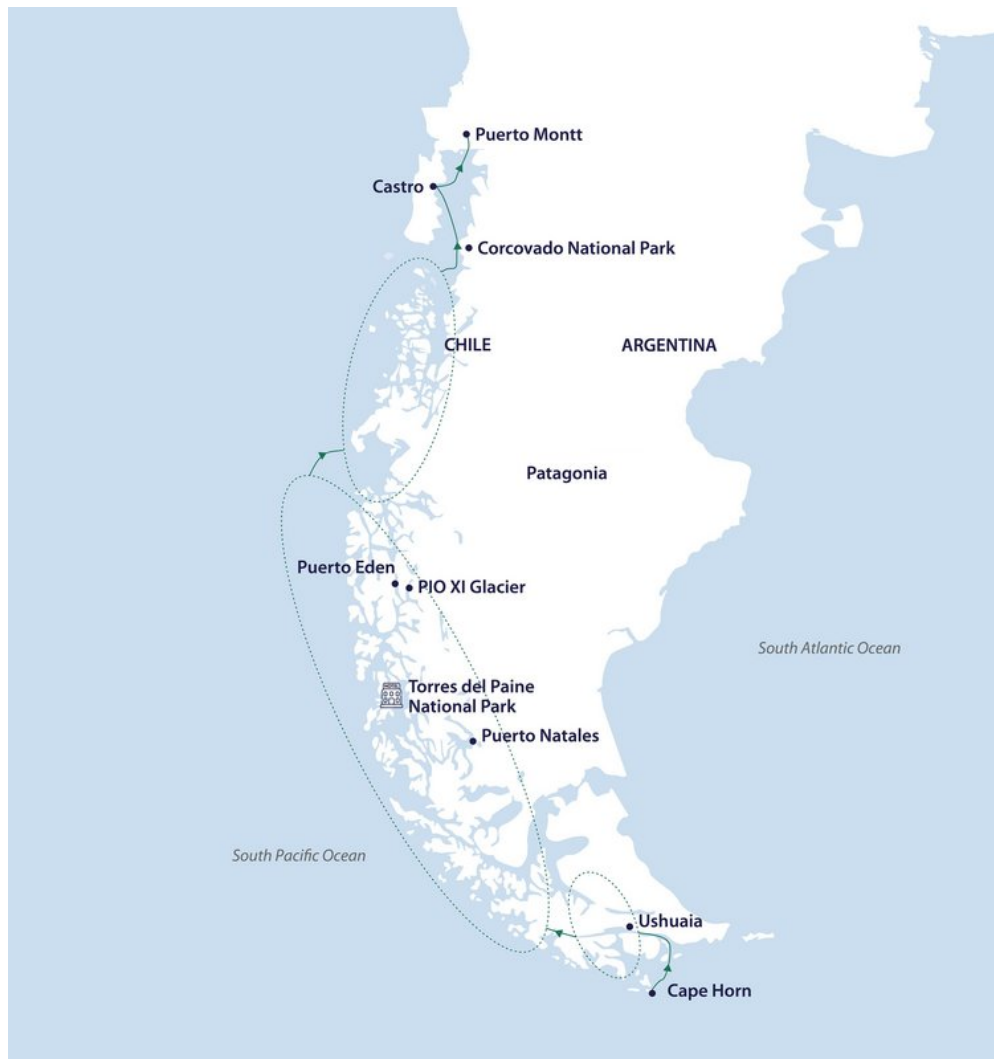 Puerto Montt
Castro
Corcovado National Park
CHILE
ARGENTINA
Patagonia
Puerto Eden
PIO XI Glacier
South Atlantic Ocean
Torres del Paine
National Park
Puerto Natales
South Pacific Ocean
Ushuaia
Cape Horn